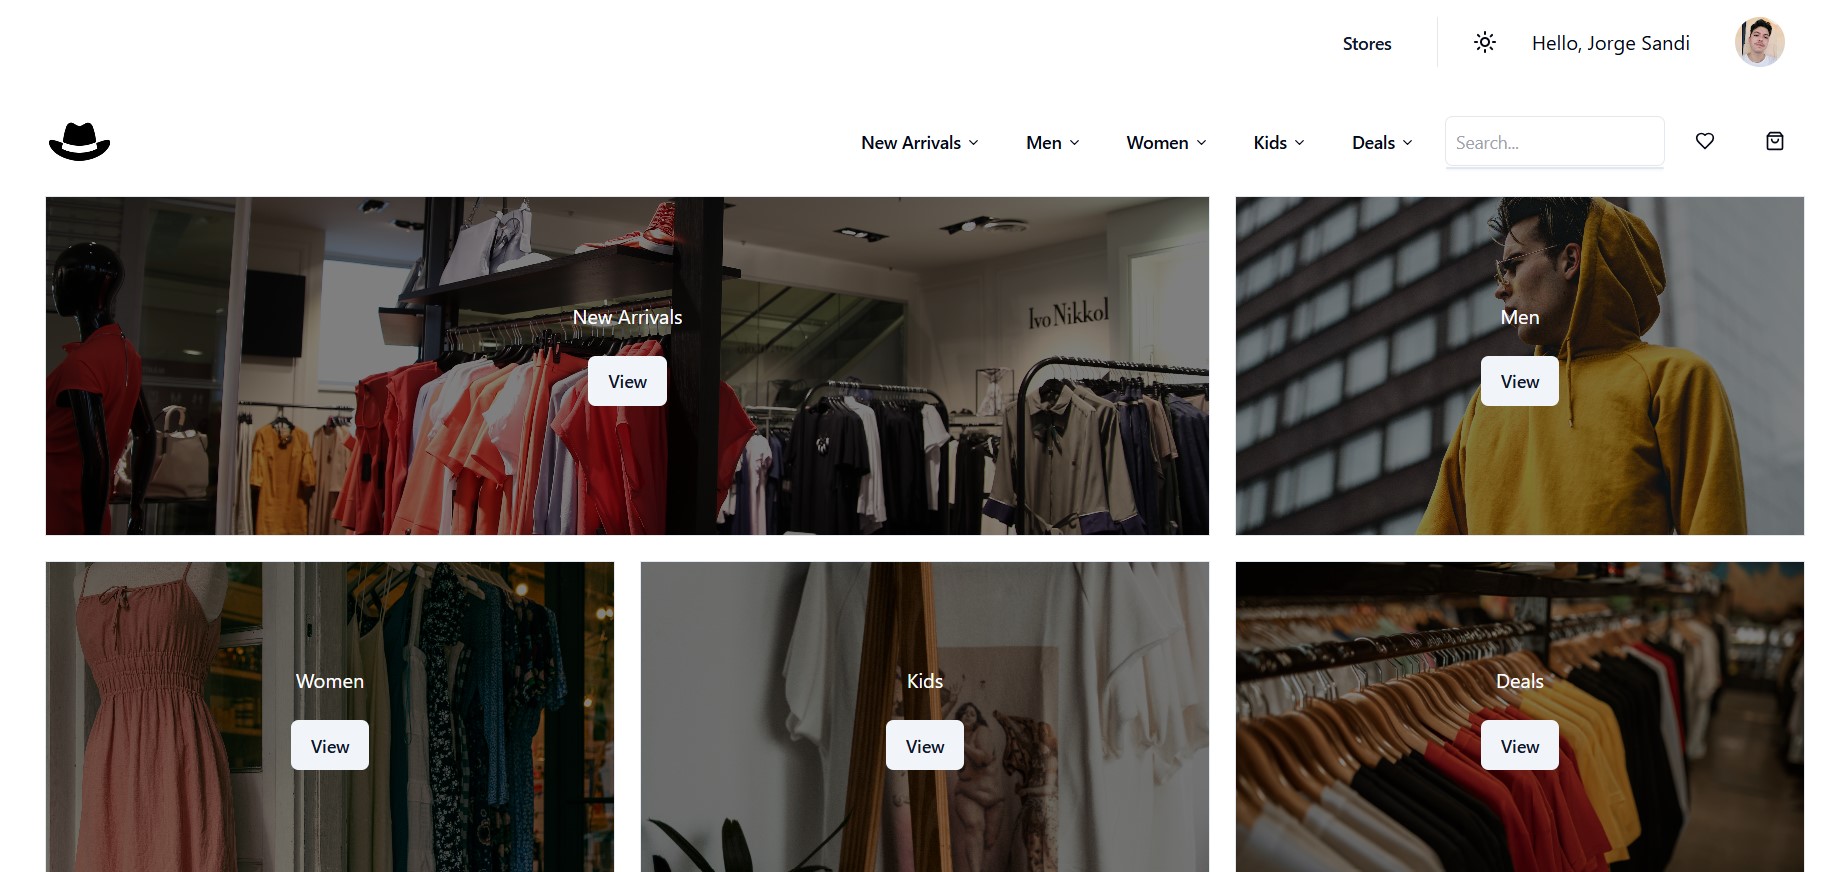 Stores
Hello, Jorge Sandi
New Arrivals
Men
Women
Kids
Deals
Search...
Ivo Nikkol
New Arrivals
View
Men
View
Women
View
Kids
View
Deals
View